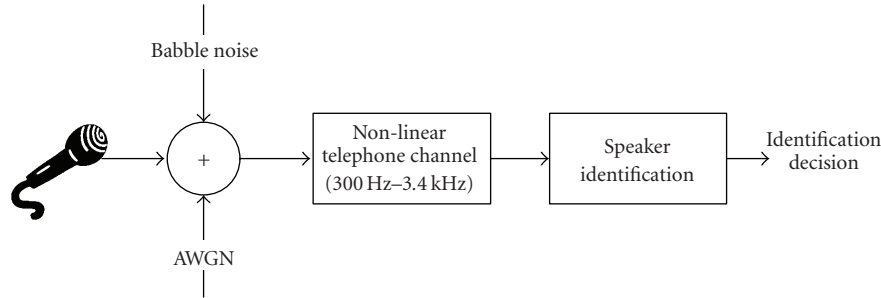 Babble noise
+
AWGN
Non-linear
telephone channel
(300 Hz–3.4 kHz)
Speaker
identification
Identification
decision